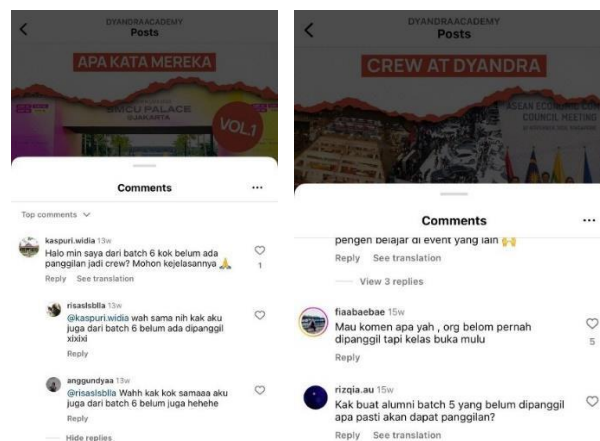 DYANDRAACADEMY
Posts
APA KATA MEREKA
SMCU PALACE
@JAKARTA
VOL.1
Comments
Top comments
kaspuri.widia 13w
Halo min saya dari batch 6 kok belum ada
panggilan jadi crew? Mohon kejelasannya 🙏
1
Reply See translation
risaslsblla 13w
@kaspuri.widia wah sama nih kak aku
juga dari batch 6 belum ada dipanggil
xixixi
Reply
anggundyaa 13w
@risaslsblla Wahh kak kok samaaa aku
juga dari batch 6 belum juga hehehe
Reply
Hide replies
DYANDRAACADEMY
Posts
CREW AT DYANDRA
COUNCIL MEETING
Comments
pengen belajar di event yang lain 🙌
Reply See translation
View 3 replies
fiaabaebae 15w
Mau komen apa yah , org belom pernah
dipanggil tapi kelas buka mulu
5
Reply
rizqia.au 15w
Kak buat alumni batch 5 yang belum dipanggil
apa pasti akan dapat panggilan?
Reply See translation